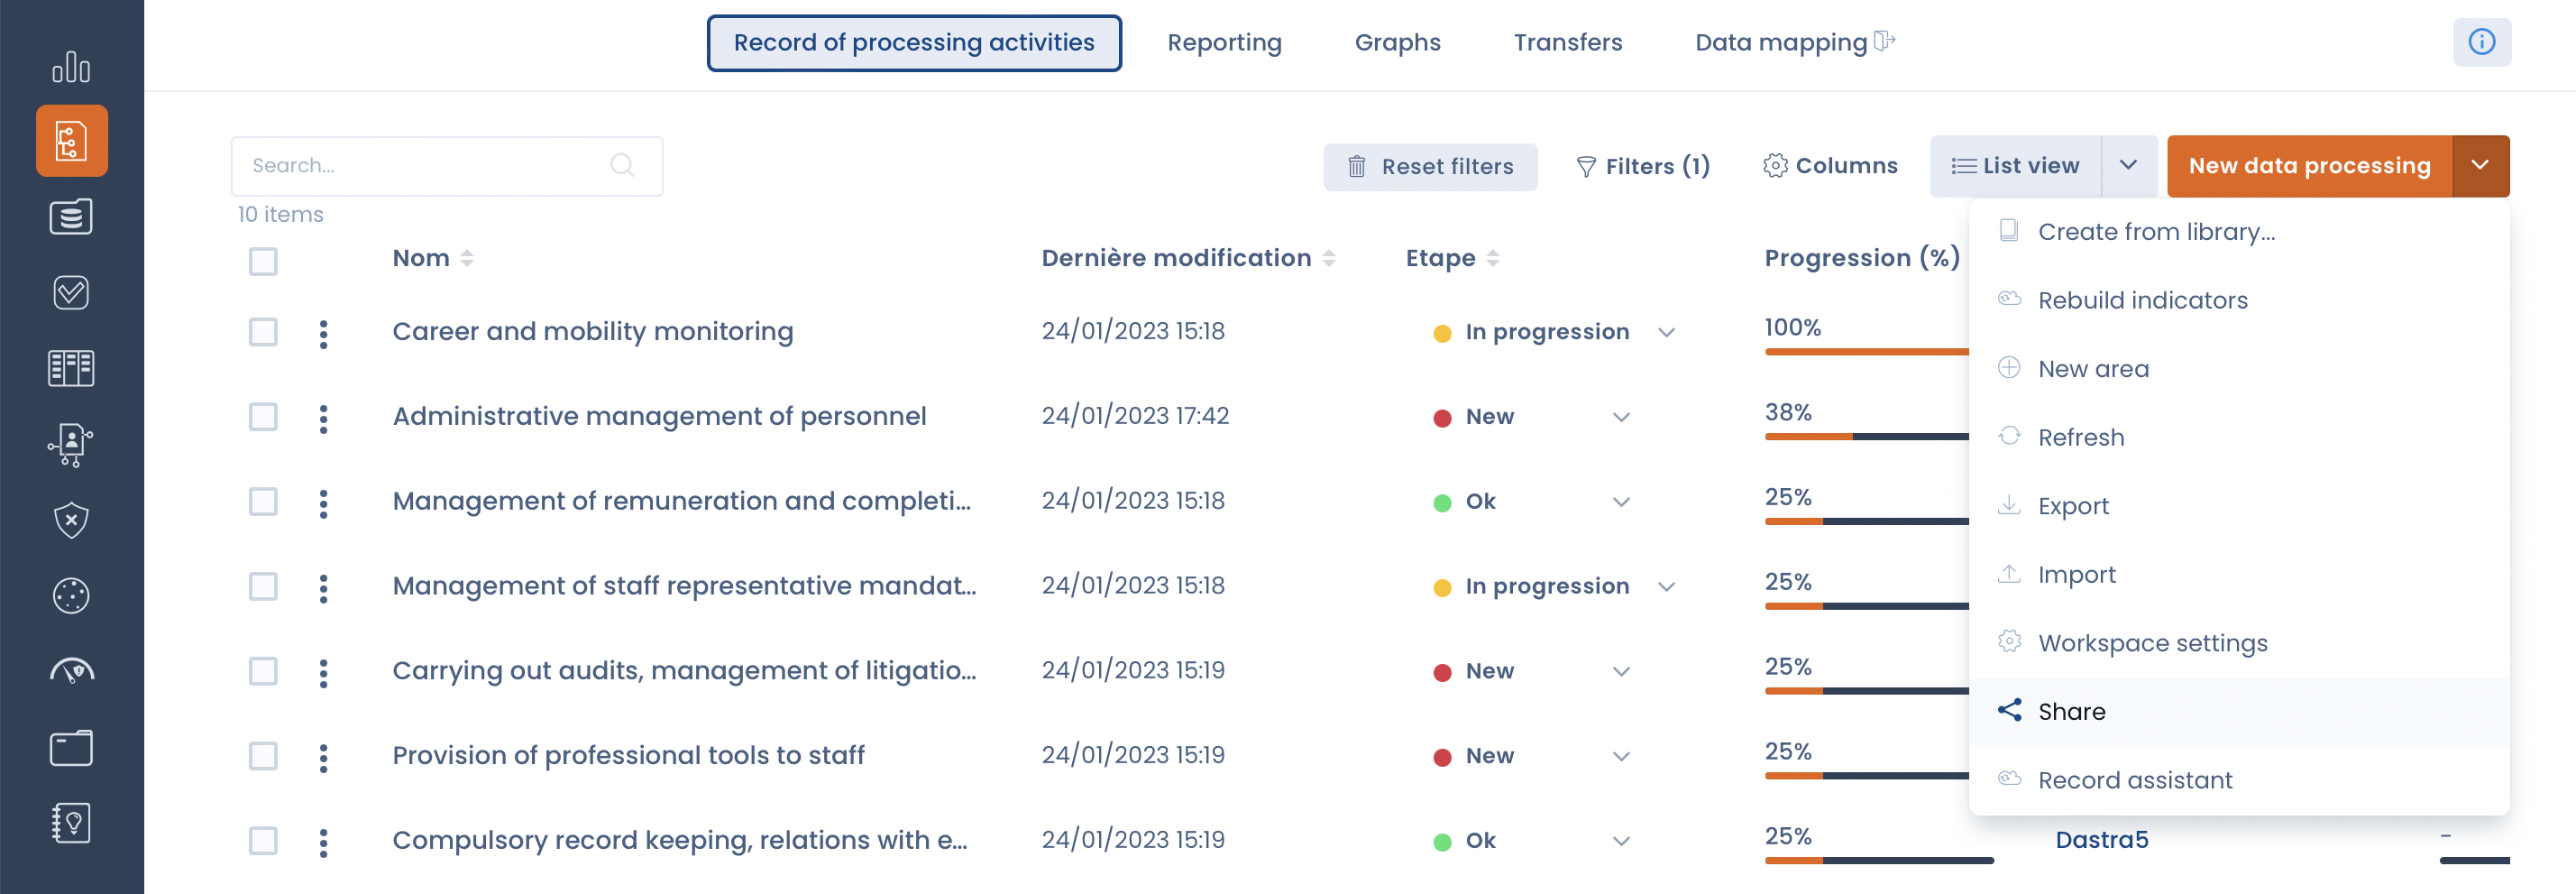 Record of processing activities Reporting Graphs Transfers Data mapping
Search... Reset filters Filters (1) Columns List view New data processing
10 items
Create from library...
Nom Dernière modification Etape Progression (%)
Rebuild indicators
Career and mobility monitoring 24/01/2023 15:18 In progression 100%
New area
Administrative management of personnel 24/01/2023 17:42 New 38%
Refresh
Management of remuneration and completi... 24/01/2023 15:18 Ok 25%
Export
Management of staff representative mandat... 24/01/2023 15:18 In progression 25%
Import
Workspace settings
Carrying out audits, management of litigatio... 24/01/2023 15:19 New 25%
Share
Provision of professional tools to staff 24/01/2023 15:19 New 25%
Record assistant
Compulsory record keeping, relations with e... 24/01/2023 15:19 Ok 25% Dastra5 -